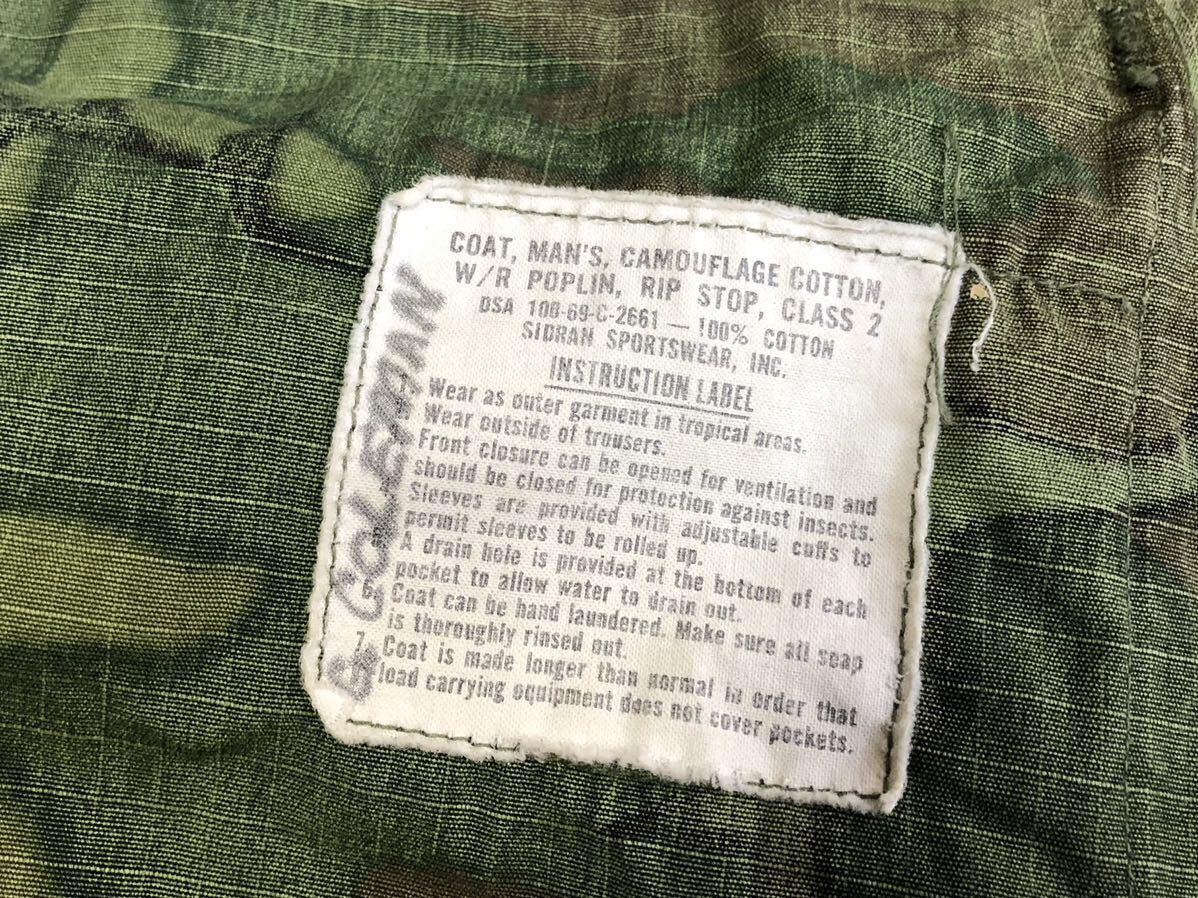 COAT, MAN'S, CAMOUFLAGE COTTON,
W/R POPLIN, RIP STOP, CLASS 2
DSA 100-69-C-2661 — 100% COTTON
SIDRAN SPORTSWEAR, INC.
INSTRUCTION LABEL
Wear as outer garment in tropical areas.
Wear outside of trousers.
Front closure can be opened for ventilation and
should be closed for protection against insects.
Sleeves are provided with adjustable cuffs to
permit sleeves to be rolled up.
A drain hole is provided at the bottom of each
pocket to allow water to drain out.
6. Coat can be hand laundered. Make sure all soap
is thoroughly rinsed out.
7. Coat is made longer than normal in order that
load carrying equipment does not cover pockets.
COLEMAN